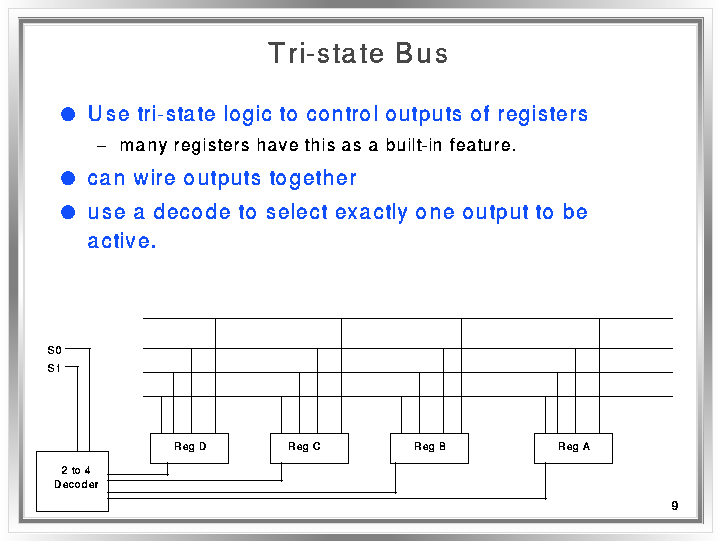 Tri-state Bus
● Use tri-state logic to control outputs of registers
– many registers have this as a built-in feature.
● can wire outputs together
● use a decode to select exactly one output to be
active.
S0
S1
Reg D
Reg C
Reg B
Reg A
2 to 4
Decoder
9